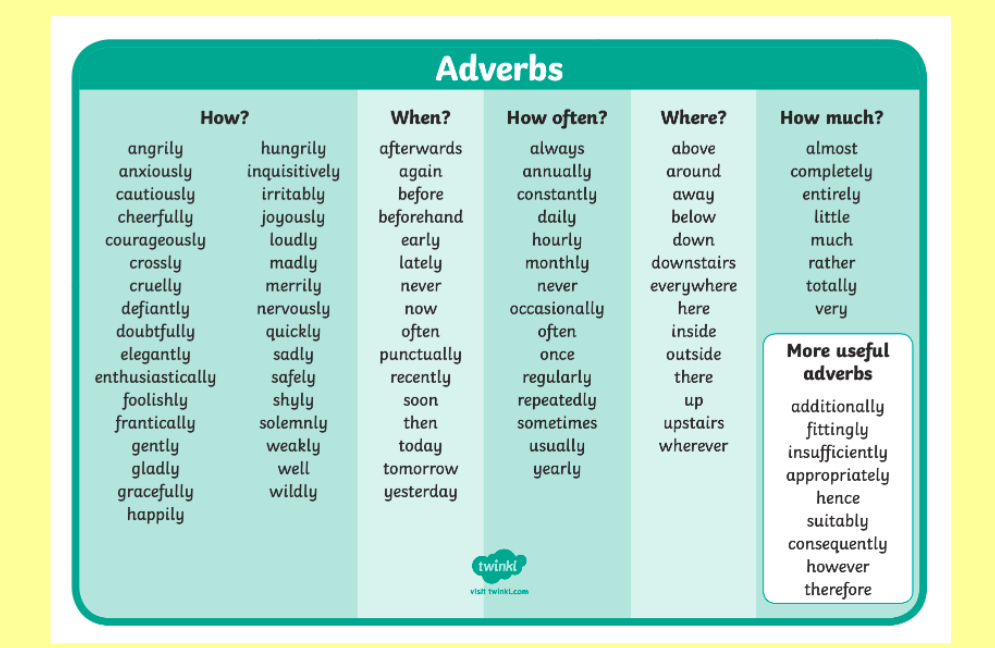 Adverbs
How?
angrily
anxiously
cautiously
cheerfully
courageously
crossly
cruelly
defiantly
doubtfully
elegantly
enthusiastically
foolishly
frantically
gently
gladly
gracefully
happily
hungrily
inquisitively
irritably
joyously
loudly
madly
merrily
nervously
quickly
sadly
safely
shyly
solemnly
weakly
well
wildly
When?
afterwards
again
before
beforehand
early
lately
never
now
often
punctually
recently
soon
then
today
tomorrow
yesterday
How often?
always
annually
constantly
daily
hourly
monthly
never
occasionally
often
once
regularly
repeatedly
sometimes
usually
yearly
Where?
above
around
away
below
down
downstairs
everywhere
here
inside
outside
there
up
upstairs
wherever
How much?
almost
completely
entirely
little
much
rather
totally
very
More useful
adverbs
additionally
fittingly
insufficiently
appropriately
hence
suitably
consequently
however
therefore
twinkl
visit twinkl.com